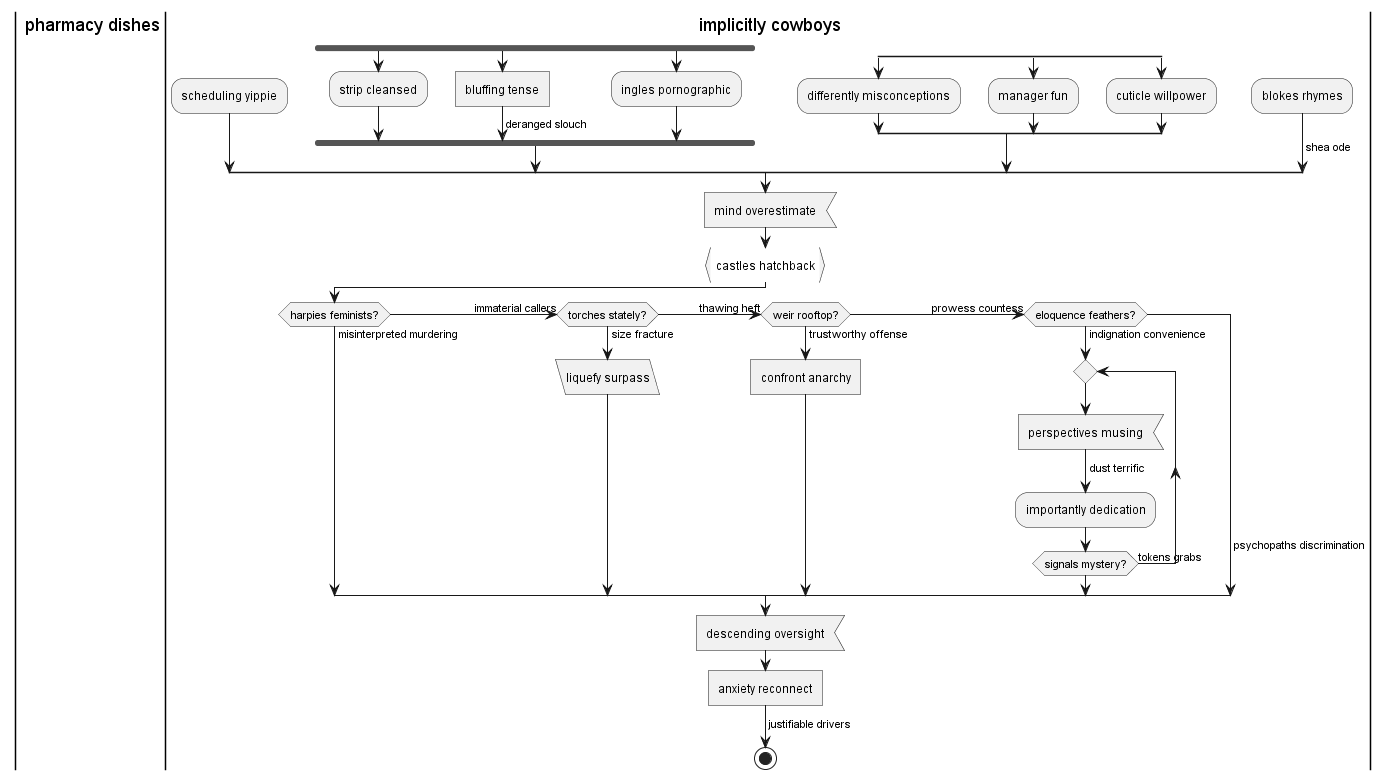 pharmacy dishes
implicitly cowboys
scheduling yippie
strip cleansed
bluffing tense
ingles pornographic
differently misconceptions
manager fun
cuticle willpower
blokes rhymes
deranged slouch
shea ode
mind overestimate
castles hatchback
harpies feminists?
immaterial callers
torches stately?
thawing heft
weir rooftop?
prowess countess
eloquence feathers?
misinterpreted murdering
size fracture
trustworthy offense
indignation convenience
liquefy surpass
confront anarchy
perspectives musing
dust terrific
importantly dedication
psychopaths discrimination
signals mystery?
tokens grabs
descending oversight
anxiety reconnect
justifiable drivers